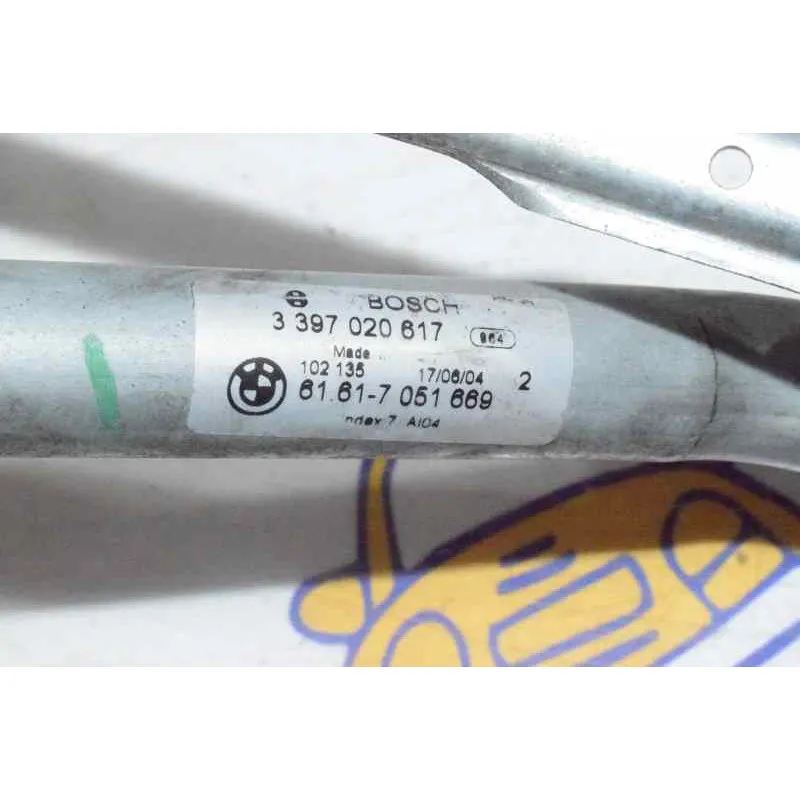 BOSCH
3 397 020 617 964
Made
102 135 17/06/04 2
61.61-7 051 669
ndex 7 AI04